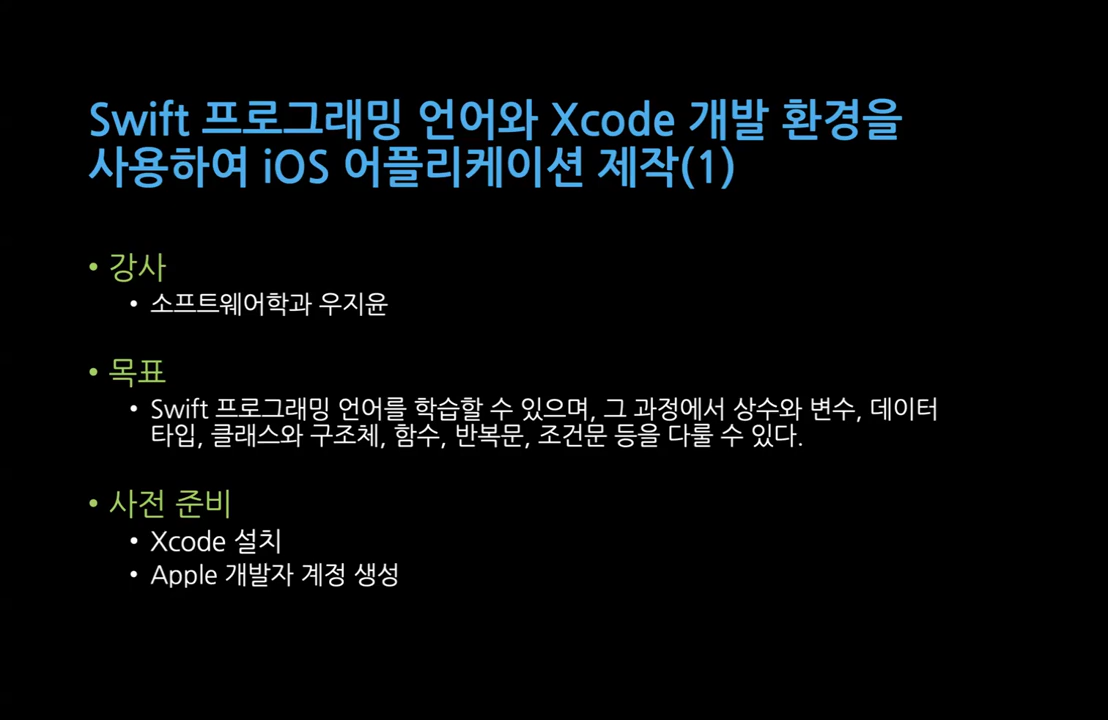 Swift 프로그래밍 언어와 Xcode 개발 환경을
사용하여 iOS 어플리케이션 제작(1)
• 강사
• 소프트웨어학과 우지윤
• 목표
• Swift 프로그래밍 언어를 학습할 수 있으며, 그 과정에서 상수와 변수, 데이터
타입, 클래스와 구조체, 함수, 반복문, 조건문 등을 다룰 수 있다.
• 사전 준비
• Xcode 설치
• Apple 개발자 계정 생성